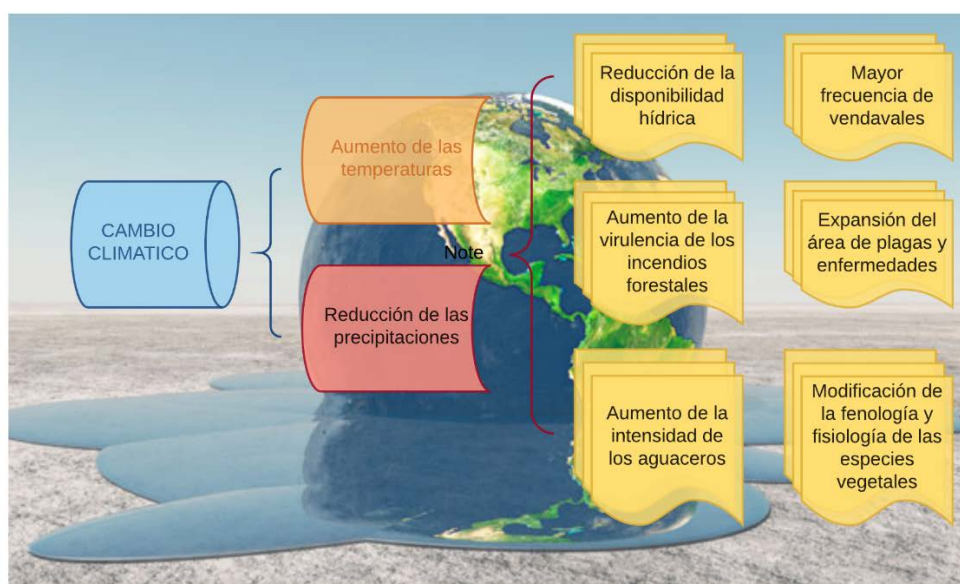 CAMBIO
CLIMATICO
Aumento de las
temperaturas
Note
Reducción de las
precipitaciones
Reducción de la
disponibilidad
hídrica
Mayor
frecuencia de
vendavales
Aumento de la
virulencia de los
incendios
forestales
Expansión del
área de plagas y
enfermedades
Aumento de la
intensidad de
los aguaceros
Modificación de
la fenología y
fisiología de las
especies
vegetales